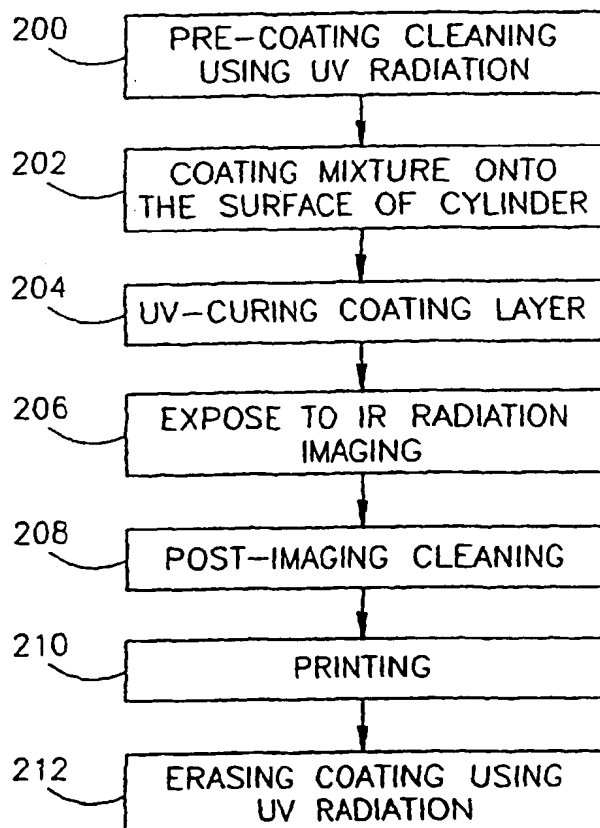 200
PRE-COATING CLEANING
USING UV RADIATION
202
COATING MIXTURE ONTO
THE SURFACE OF CYLINDER
204
UV-CURING COATING LAYER
206
EXPOSE TO IR RADIATION
IMAGING
208
POST-IMAGING CLEANING
210
PRINTING
212
ERASING COATING USING
UV RADIATION